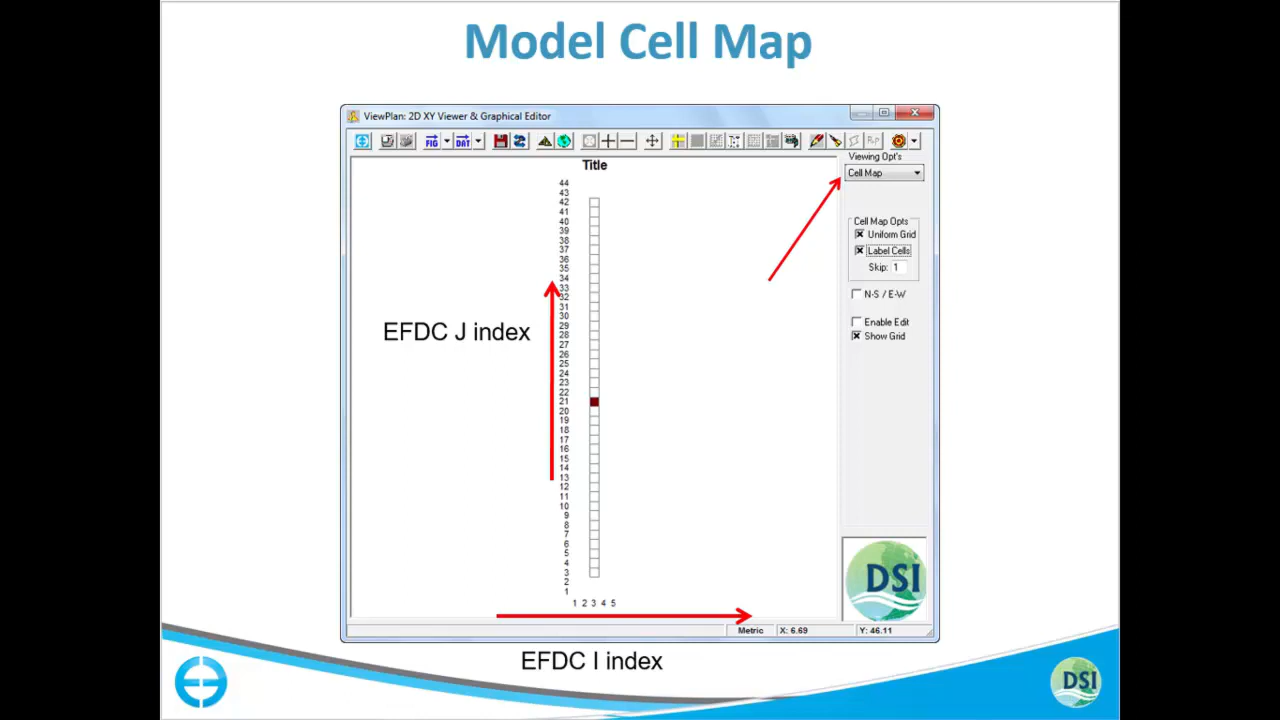 Model Cell Map
ViewPlan: 2D XY Viewer & Graphical Editor
FIG DAT
Viewing Opt's
Title
Cell Map
44
43
42
41
40
39
38
37
36
35
34
33
32
31
30
29
28
27
26
25
24
23
22
21
20
19
18
17
16
15
14
13
12
11
10
9
8
7
6
5
4
3
2
1
1 2 3 4 5
EFDC J index
Cell Map Opts
Uniform Grid
Label Cells
Skip: 1
N-S / E-W
Enable Edit
Show Grid
DSI
Metric X: 6.69 Y: 46.11
EFDC I index
DSI